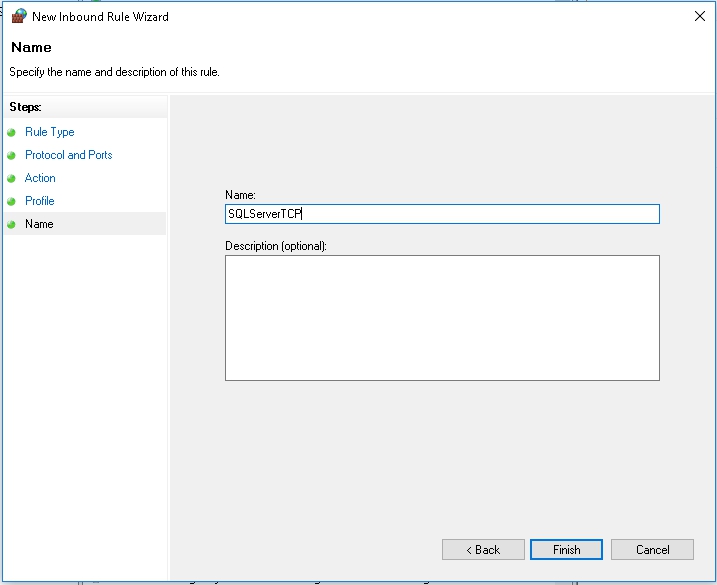 New Inbound Rule Wizard
Name
Specify the name and description of this rule.
Steps:
Rule Type
Protocol and Ports
Action
Profile
Name
Name:
SQLServerTCP
Description (optional):
< Back
Finish
Cancel